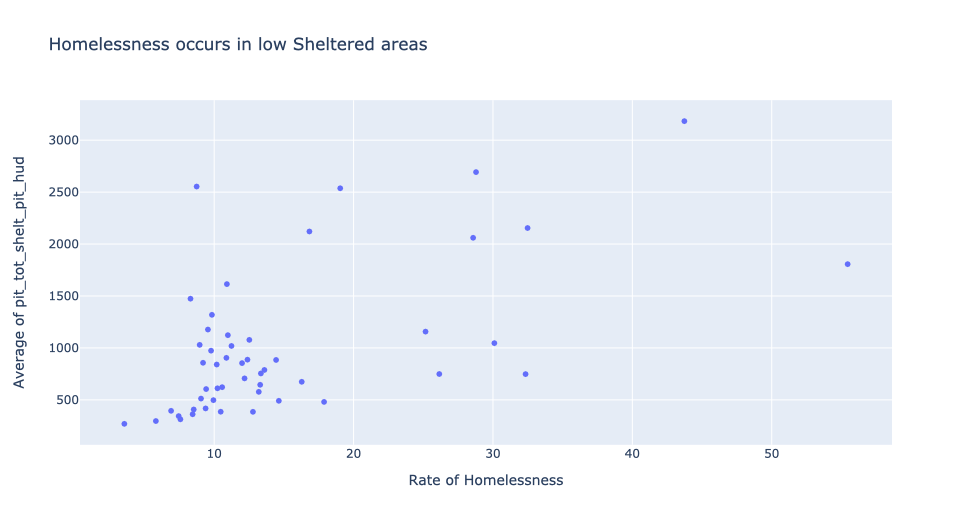 Homelessness occurs in low Sheltered areas
Average of pit_tot_shelt_pit_hud
3000
2500
2000
1500
1000
500
10 20 30 40 50
Rate of Homelessness